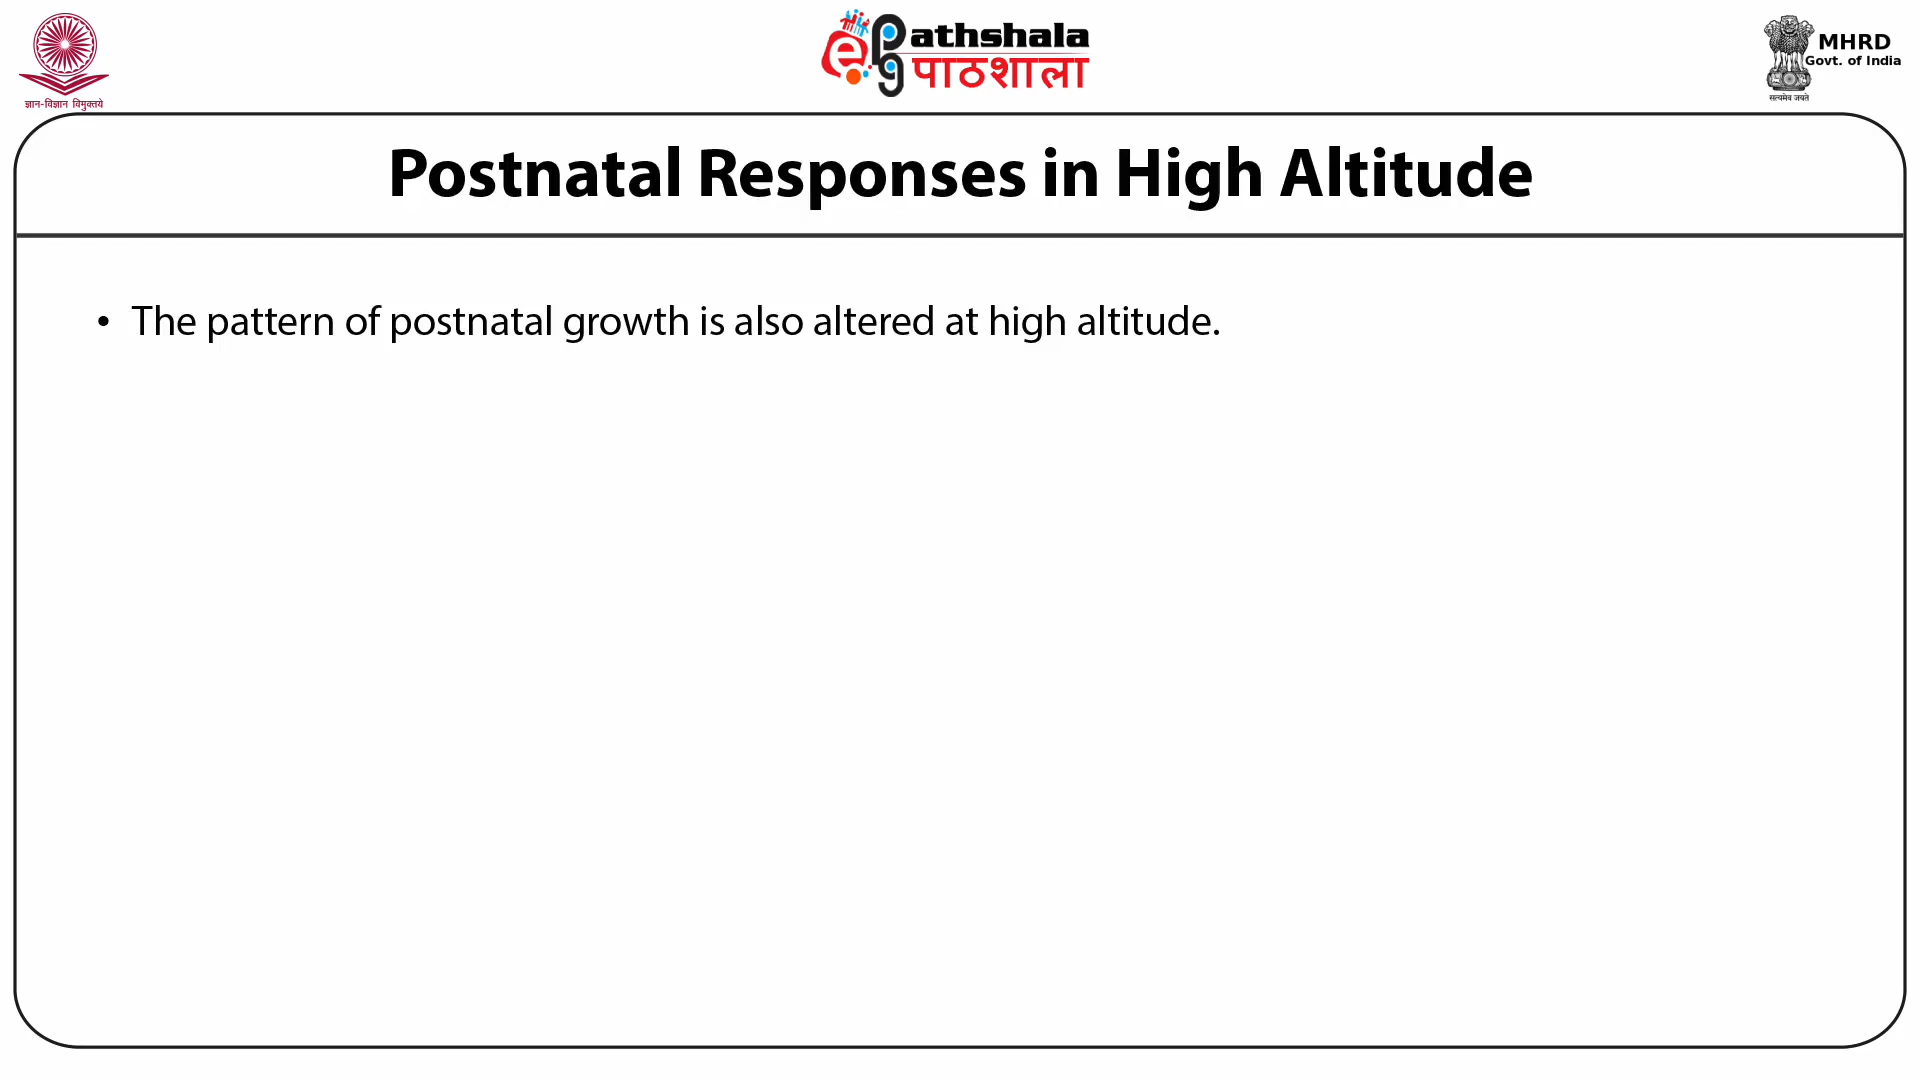 ज्ञान-विज्ञान विमुक्तये
ePathshala
पाठशाला
MHRD
Govt. of India
सत्यमेव जयते
Postnatal Responses in High Altitude
• The pattern of postnatal growth is also altered at high altitude.